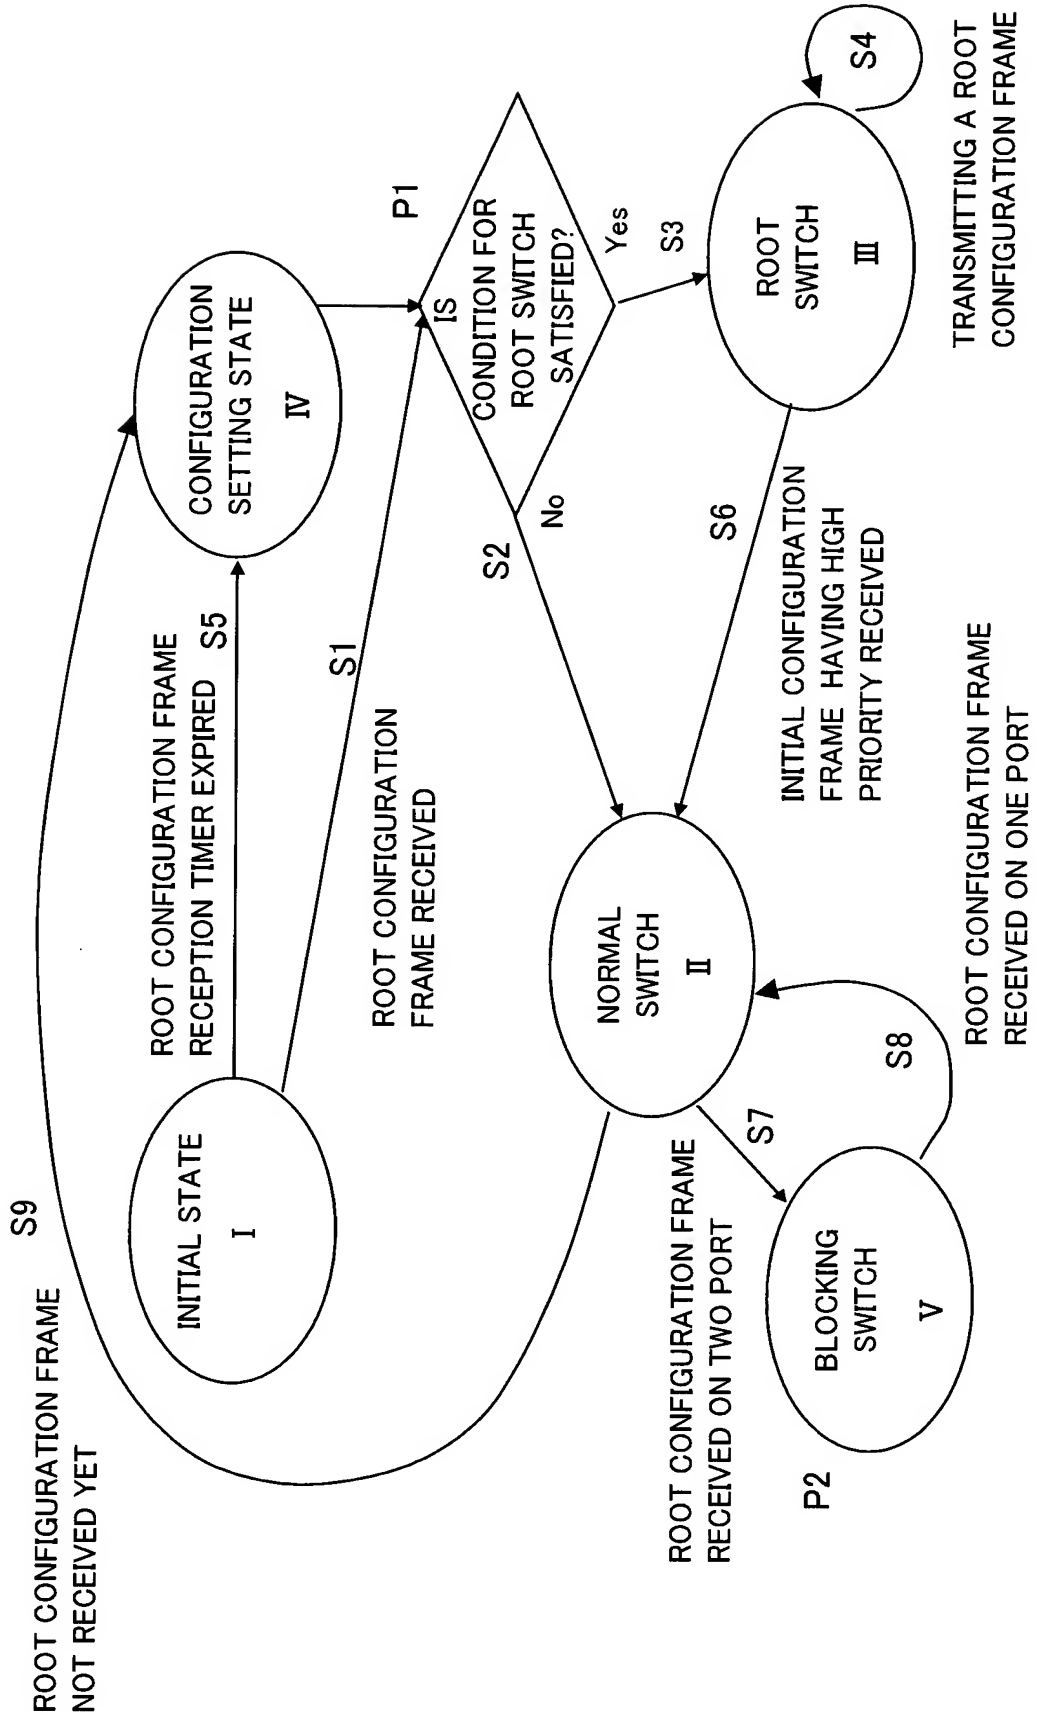 S9
ROOT CONFIGURATION FRAME
NOT RECEIVED YET
ROOT CONFIGURATION FRAME
RECEPTION TIMER EXPIRED
S5
INITIAL STATE
I
CONFIGURATION
SETTING STATE
IV
S1
ROOT CONFIGURATION
FRAME RECEIVED
P1
IS
CONDITION FOR
ROOT SWITCH
SATISFIED?
S2
No
Yes
S3
NORMAL
SWITCH
II
S6
INITIAL CONFIGURATION
FRAME HAVING HIGH
PRIORITY RECEIVED
ROOT
SWITCH
III
S4
TRANSMITTING A ROOT
CONFIGURATION FRAME
ROOT CONFIGURATION FRAME
RECEIVED ON TWO PORT
S7
P2
BLOCKING
SWITCH
V
S8
ROOT CONFIGURATION FRAME
RECEIVED ON ONE PORT